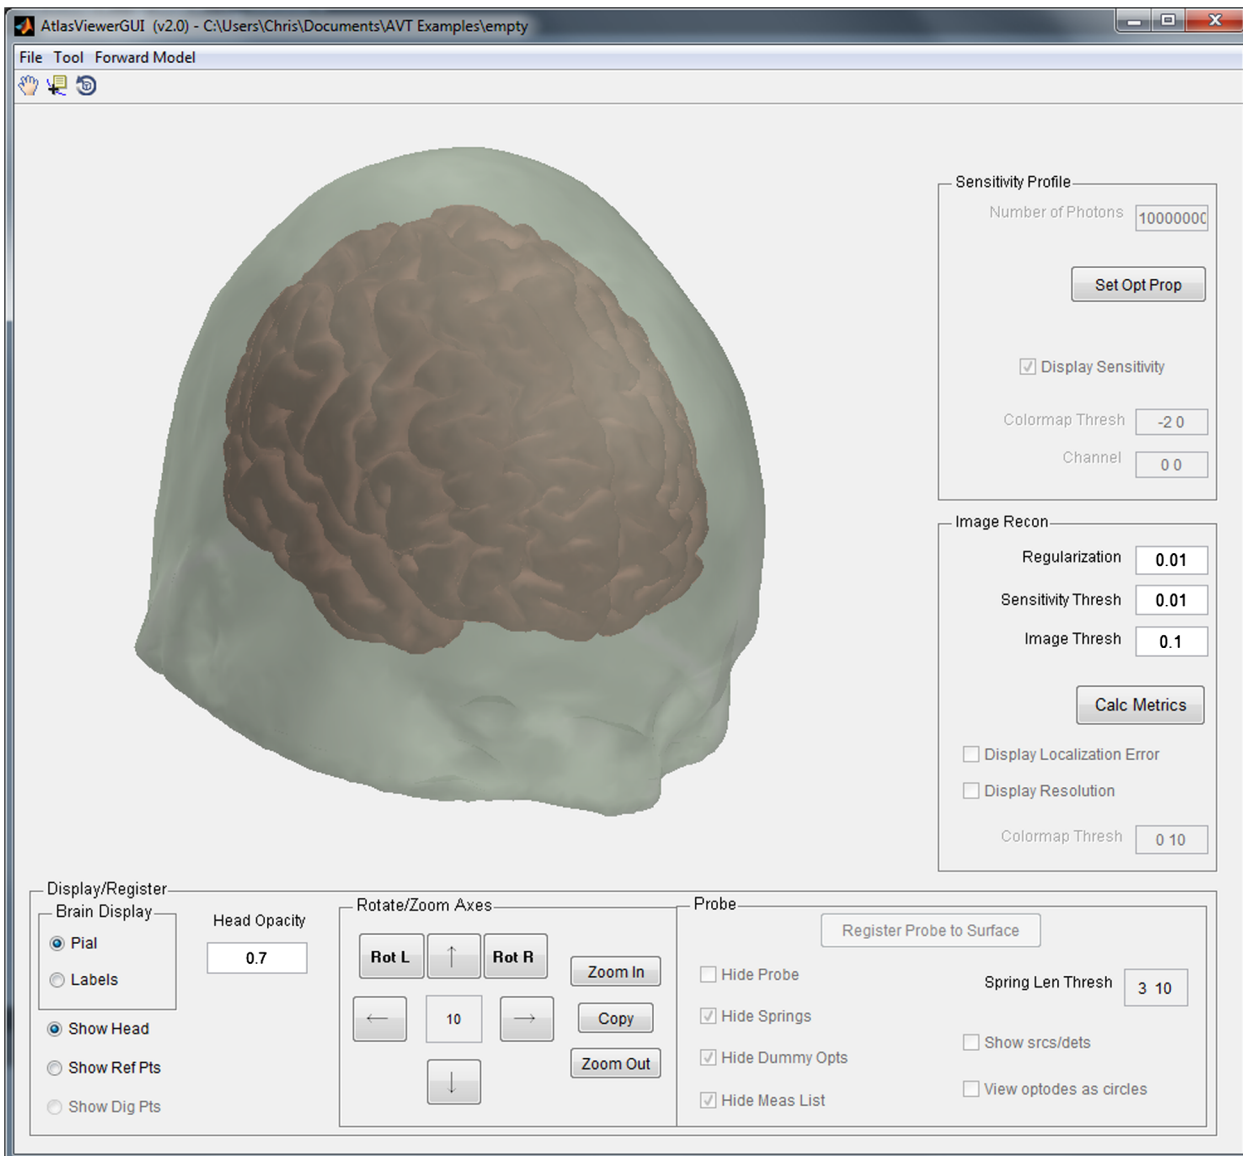 AtlasViewerGUI (v2.0) - C:\Users\Chris\Documents\AVT Examples\empty
File Tool Forward Model
Sensitivity Profile
Number of Photons 10000000
Set Opt Prop
Display Sensitivity
Colormap Thresh -2 0
Channel 0 0
Image Recon
Regularization 0.01
Sensitivity Thresh 0.01
Image Thresh 0.1
Calc Metrics
Display Localization Error
Display Resolution
Colormap Thresh 0 10
Display/Register
Brain Display
Pial
Labels
Show Head
Show Ref Pts
Show Dig Pts
Head Opacity
0.7
Rotate/Zoom Axes
Rot L ↑ Rot R
← 10 →
↓
Zoom In
Copy
Zoom Out
Probe
Register Probe to Surface
Hide Probe
Hide Springs
Hide Dummy Opts
Hide Meas List
Spring Len Thresh 3 10
Show srcs/dets
View optodes as circles